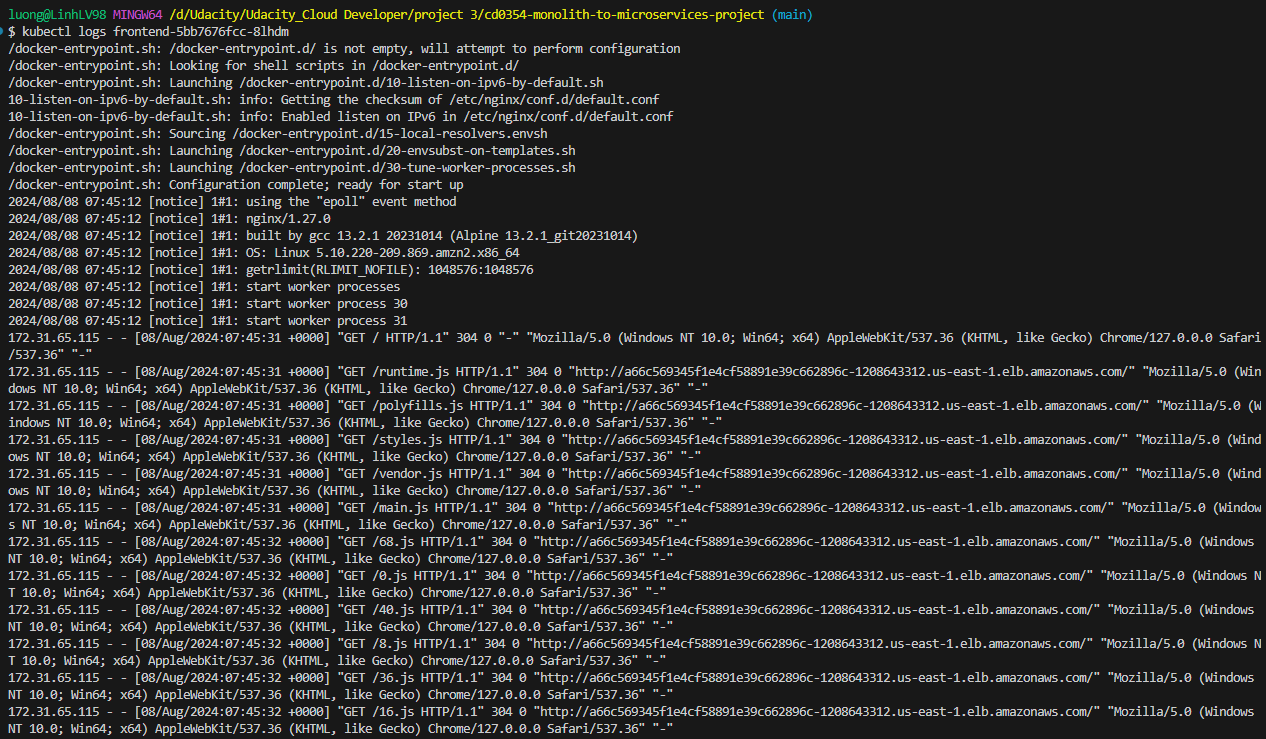 luong@LinhLV98 MINGW64 /d/Udacity/Udacity_Cloud Developer/project 3/cd0354-monolith-to-microservices-project (main)
$ kubectl logs frontend-5bb7676fcc-8lhdm
/docker-entrypoint.sh: /docker-entrypoint.d/ is not empty, will attempt to perform configuration
/docker-entrypoint.sh: Looking for shell scripts in /docker-entrypoint.d/
/docker-entrypoint.sh: Launching /docker-entrypoint.d/10-listen-on-ipv6-by-default.sh
10-listen-on-ipv6-by-default.sh: info: Getting the checksum of /etc/nginx/conf.d/default.conf
10-listen-on-ipv6-by-default.sh: info: Enabled listen on IPv6 in /etc/nginx/conf.d/default.conf
/docker-entrypoint.sh: Sourcing /docker-entrypoint.d/15-local-resolvers.envsh
/docker-entrypoint.sh: Launching /docker-entrypoint.d/20-envsubst-on-templates.sh
/docker-entrypoint.sh: Launching /docker-entrypoint.d/30-tune-worker-processes.sh
/docker-entrypoint.sh: Configuration complete; ready for start up
2024/08/08 07:45:12 [notice] 1#1: using the "epoll" event method
2024/08/08 07:45:12 [notice] 1#1: nginx/1.27.0
2024/08/08 07:45:12 [notice] 1#1: built by gcc 13.2.1 20231014 (Alpine 13.2.1_git20231014)
2024/08/08 07:45:12 [notice] 1#1: OS: Linux 5.10.220-209.869.amzn2.x86_64
2024/08/08 07:45:12 [notice] 1#1: getrlimit(RLIMIT_NOFILE): 1048576:1048576
2024/08/08 07:45:12 [notice] 1#1: start worker processes
2024/08/08 07:45:12 [notice] 1#1: start worker process 30
2024/08/08 07:45:12 [notice] 1#1: start worker process 31
172.31.65.115 - - [08/Aug/2024:07:45:31 +0000] "GET / HTTP/1.1" 304 0 "-" "Mozilla/5.0 (Windows NT 10.0; Win64; x64) AppleWebKit/537.36 (KHTML, like Gecko) Chrome/127.0.0.0 Safari
/537.36" "-"
172.31.65.115 - - [08/Aug/2024:07:45:31 +0000] "GET /runtime.js HTTP/1.1" 304 0 "http://a66c569345f1e4cf58891e39c662896c-1208643312.us-east-1.elb.amazonaws.com/" "Mozilla/5.0 (Win
dows NT 10.0; Win64; x64) AppleWebKit/537.36 (KHTML, like Gecko) Chrome/127.0.0.0 Safari/537.36" "-"
172.31.65.115 - - [08/Aug/2024:07:45:31 +0000] "GET /polyfills.js HTTP/1.1" 304 0 "http://a66c569345f1e4cf58891e39c662896c-1208643312.us-east-1.elb.amazonaws.com/" "Mozilla/5.0 (W
indows NT 10.0; Win64; x64) AppleWebKit/537.36 (KHTML, like Gecko) Chrome/127.0.0.0 Safari/537.36" "-"
172.31.65.115 - - [08/Aug/2024:07:45:31 +0000] "GET /styles.js HTTP/1.1" 304 0 "http://a66c569345f1e4cf58891e39c662896c-1208643312.us-east-1.elb.amazonaws.com/" "Mozilla/5.0 (Wind
ows NT 10.0; Win64; x64) AppleWebKit/537.36 (KHTML, like Gecko) Chrome/127.0.0.0 Safari/537.36" "-"
172.31.65.115 - - [08/Aug/2024:07:45:31 +0000] "GET /vendor.js HTTP/1.1" 304 0 "http://a66c569345f1e4cf58891e39c662896c-1208643312.us-east-1.elb.amazonaws.com/" "Mozilla/5.0 (Wind
ows NT 10.0; Win64; x64) AppleWebKit/537.36 (KHTML, like Gecko) Chrome/127.0.0.0 Safari/537.36" "-"
172.31.65.115 - - [08/Aug/2024:07:45:31 +0000] "GET /main.js HTTP/1.1" 304 0 "http://a66c569345f1e4cf58891e39c662896c-1208643312.us-east-1.elb.amazonaws.com/" "Mozilla/5.0 (Window
s NT 10.0; Win64; x64) AppleWebKit/537.36 (KHTML, like Gecko) Chrome/127.0.0.0 Safari/537.36" "-"
172.31.65.115 - - [08/Aug/2024:07:45:32 +0000] "GET /68.js HTTP/1.1" 304 0 "http://a66c569345f1e4cf58891e39c662896c-1208643312.us-east-1.elb.amazonaws.com/" "Mozilla/5.0 (Windows
NT 10.0; Win64; x64) AppleWebKit/537.36 (KHTML, like Gecko) Chrome/127.0.0.0 Safari/537.36" "-"
172.31.65.115 - - [08/Aug/2024:07:45:32 +0000] "GET /0.js HTTP/1.1" 304 0 "http://a66c569345f1e4cf58891e39c662896c-1208643312.us-east-1.elb.amazonaws.com/" "Mozilla/5.0 (Windows N
T 10.0; Win64; x64) AppleWebKit/537.36 (KHTML, like Gecko) Chrome/127.0.0.0 Safari/537.36" "-"
172.31.65.115 - - [08/Aug/2024:07:45:32 +0000] "GET /40.js HTTP/1.1" 304 0 "http://a66c569345f1e4cf58891e39c662896c-1208643312.us-east-1.elb.amazonaws.com/" "Mozilla/5.0 (Windows
NT 10.0; Win64; x64) AppleWebKit/537.36 (KHTML, like Gecko) Chrome/127.0.0.0 Safari/537.36" "-"
172.31.65.115 - - [08/Aug/2024:07:45:32 +0000] "GET /8.js HTTP/1.1" 304 0 "http://a66c569345f1e4cf58891e39c662896c-1208643312.us-east-1.elb.amazonaws.com/" "Mozilla/5.0 (Windows N
T 10.0; Win64; x64) AppleWebKit/537.36 (KHTML, like Gecko) Chrome/127.0.0.0 Safari/537.36" "-"
172.31.65.115 - - [08/Aug/2024:07:45:32 +0000] "GET /36.js HTTP/1.1" 304 0 "http://a66c569345f1e4cf58891e39c662896c-1208643312.us-east-1.elb.amazonaws.com/" "Mozilla/5.0 (Windows
NT 10.0; Win64; x64) AppleWebKit/537.36 (KHTML, like Gecko) Chrome/127.0.0.0 Safari/537.36" "-"
172.31.65.115 - - [08/Aug/2024:07:45:32 +0000] "GET /16.js HTTP/1.1" 304 0 "http://a66c569345f1e4cf58891e39c662896c-1208643312.us-east-1.elb.amazonaws.com/" "Mozilla/5.0 (Windows
NT 10.0; Win64; x64) AppleWebKit/537.36 (KHTML, like Gecko) Chrome/127.0.0.0 Safari/537.36" "-"